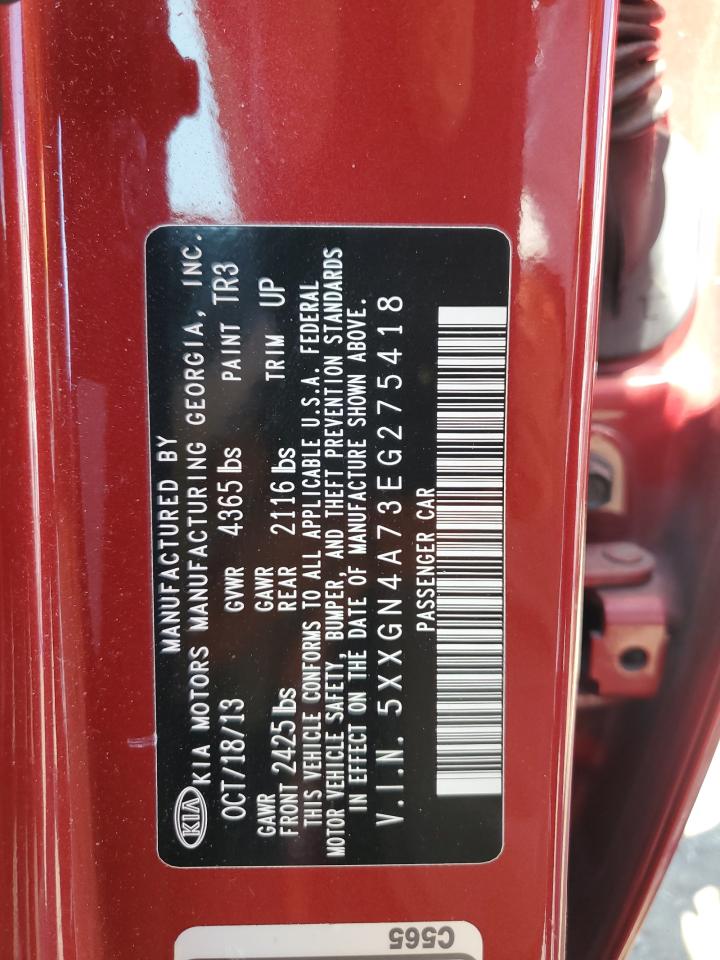 MANUFACTURED BY
KIA KIA MOTORS MANUFACTURING GEORGIA, INC.
OCT/18/13 GVWR 4365 lbs PAINT TR3
GAWR GAWR
FRONT 2425 lbs REAR 2116 lbs TRIM UP
THIS VEHICLE CONFORMS TO ALL APPLICABLE U.S.A. FEDERAL
MOTOR VEHICLE SAFETY, BUMPER, AND THEFT PREVENTION STANDARDS
IN EFFECT ON THE DATE OF MANUFACTURE SHOWN ABOVE.
V.I.N. 5XXGN4A73EG275418
PASSENGER CAR
C565